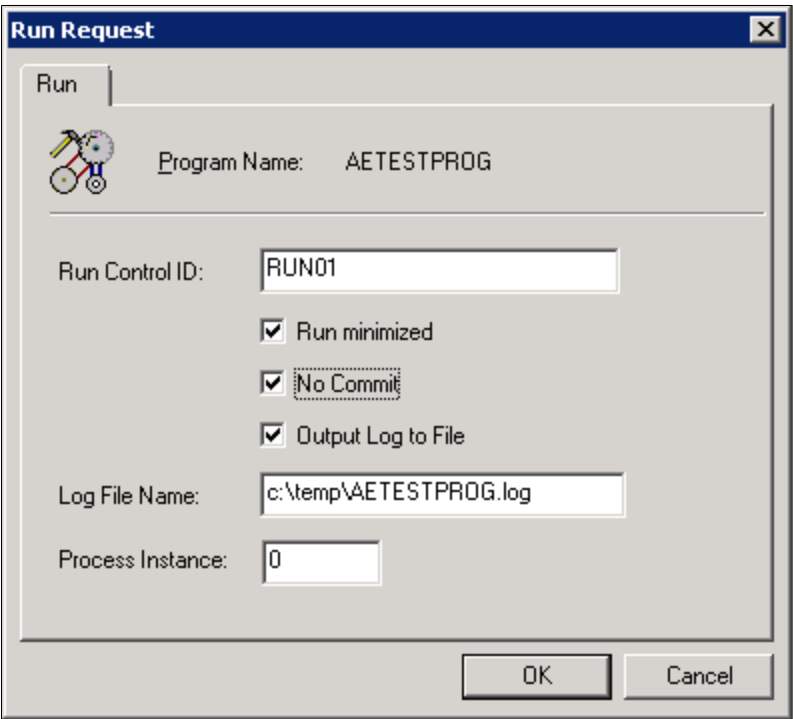 Run Request
Run
Program Name: AETESTPROG
Run Control ID: RUN01
Run minimized
No Commit
Output Log to File
Log File Name: c:\temp\AETESTPROG.log
Process Instance: 0
OK Cancel